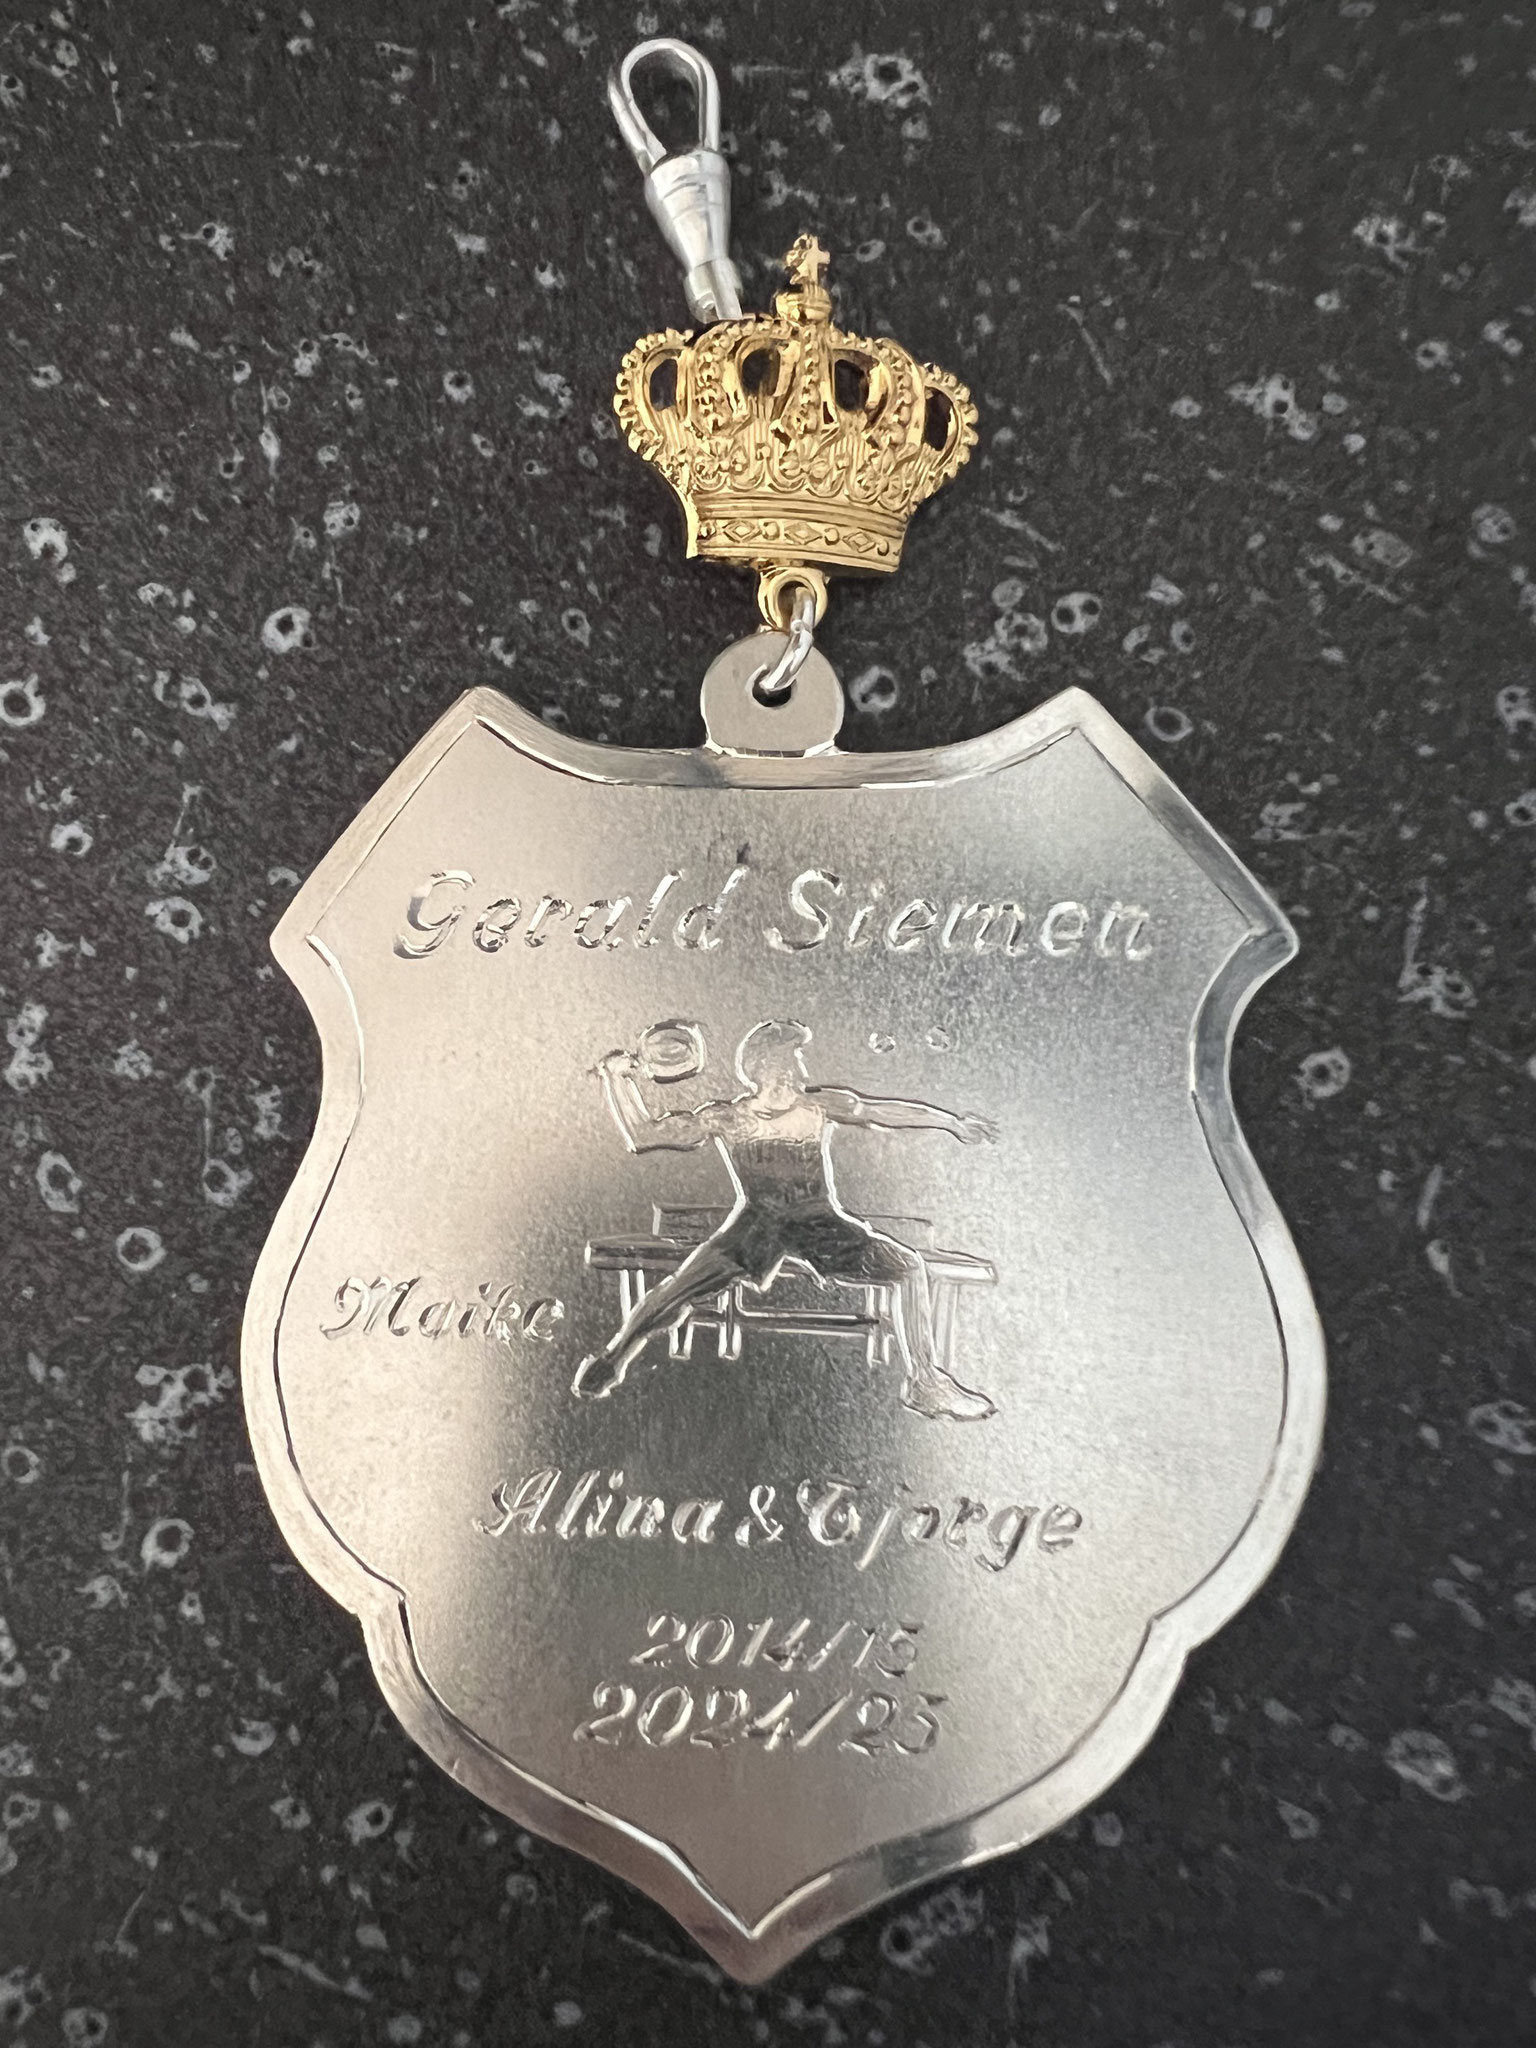 Gerald Siemen
Maike
Alina & Tjorge
2014/15
2024/25